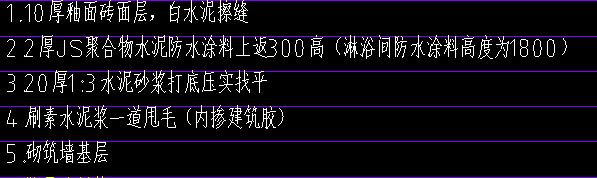 1.10厚釉面砖面层，白水泥擦缝
2 2厚JS聚合物水泥防水涂料上返300高（淋浴间防水涂料高度为1800）
3 20厚1:3水泥砂浆打底压实找平
4 刷素水泥浆一道甩毛（内掺建筑胶）
5.砌筑墙基层